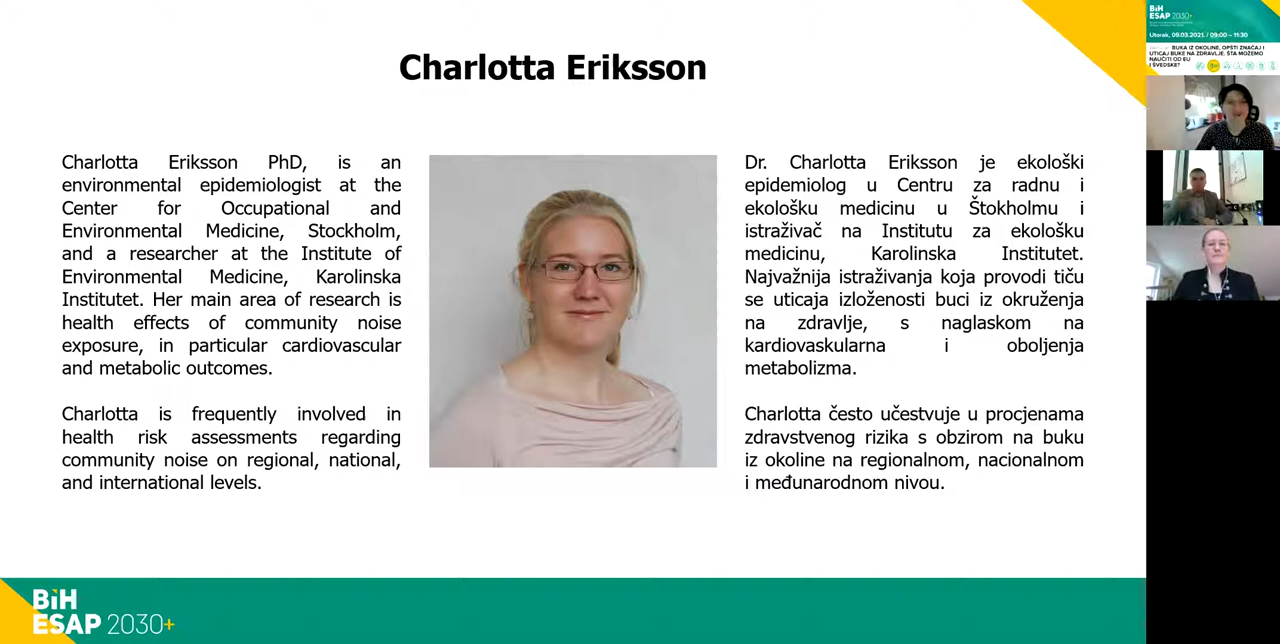 Charlotta Eriksson
Charlotta Eriksson PhD, is an
environmental epidemiologist at the
Center for Occupational and
Environmental Medicine, Stockholm,
and a researcher at the Institute of
Environmental Medicine, Karolinska
Institutet. Her main area of research is
health effects of community noise
exposure, in particular cardiovascular
and metabolic outcomes.
Charlotta is frequently involved in
health risk assessments regarding
community noise on regional, national,
and international levels.
Dr. Charlotta Eriksson je ekološki
epidemiolog u Centru za radnu i
ekološku medicinu u Štokholmu i
istraživač na Institutu za ekološku
medicinu, Karolinska Institutet.
Najvažnija istraživanja koja provodi tiču
se uticaja izloženosti buci iz okruženja
na zdravlje, s naglaskom na
kardiovaskularna i oboljenja
metabolizma.
Charlotta često učestvuje u procjenama
zdravstvenog rizika s obzirom na buku
iz okoline na regionalnom, nacionalnom
i međunarodnom nivou.
BiH
ESAP 2030+
BiH
ESAP 2030+
Utorak, 09.03.2021. / 09:00 – 11:30
BUKA IZ OKOLINE, OPŠTI ZNAČAJ I
UTICAJ BUKE NA ZDRAVLJE. ŠTA MOŽEMO
NAUČITI OD EU
I ŠVEDSKE?